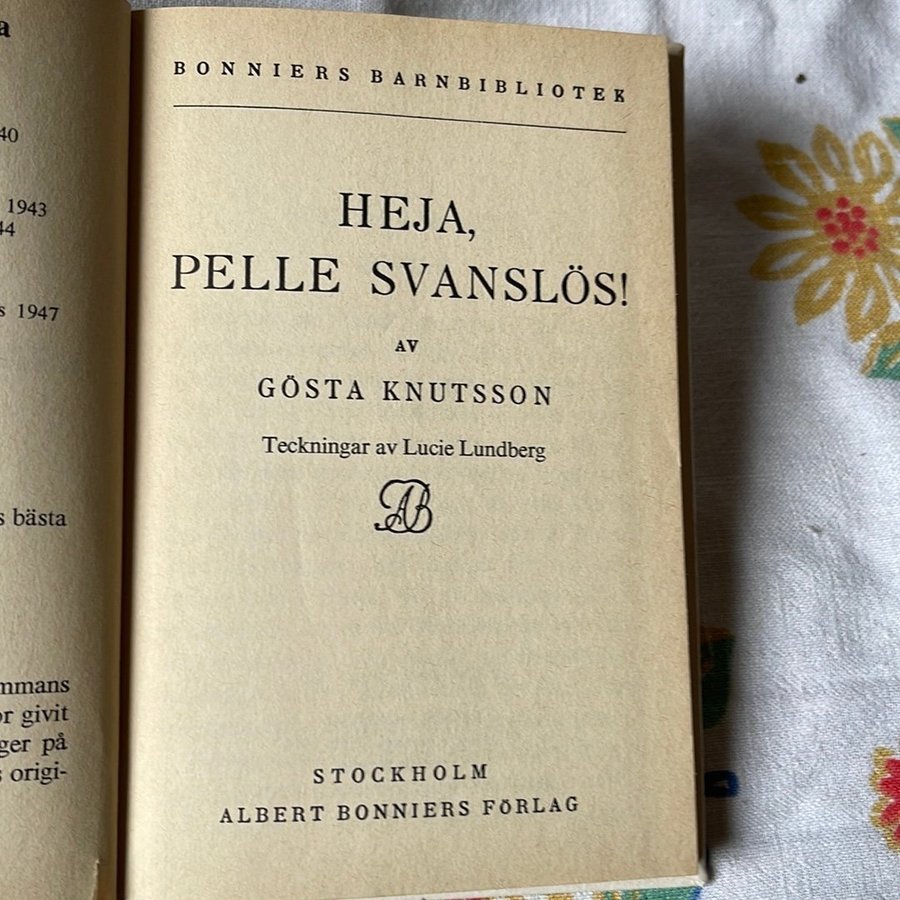 a
40
1943
44
s 1947
s bästa
mmans
or givit
ger på
s origi-
BONNIERS BARNBIBLIOTEK
HEJA,
PELLE SVANSLÖS!
AV
GÖSTA KNUTSSON
Teckningar av Lucie Lundberg
AB
STOCKHOLM
ALBERT BONNIERS FÖRLAG